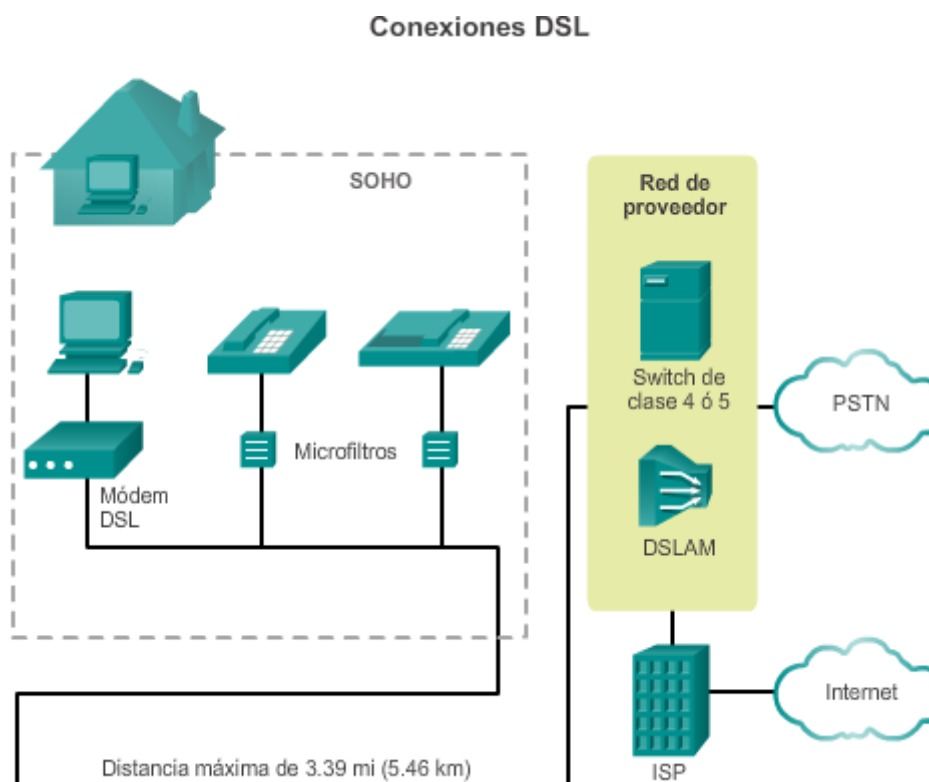 Conexiones DSL
SOHO
Microfiltros
Módem
DSL
Distancia máxima de 3.39 mi (5.46 km)
Red de
proveedor
Switch de
clase 4 ó 5
DSLAM
PSTN
ISP
Internet